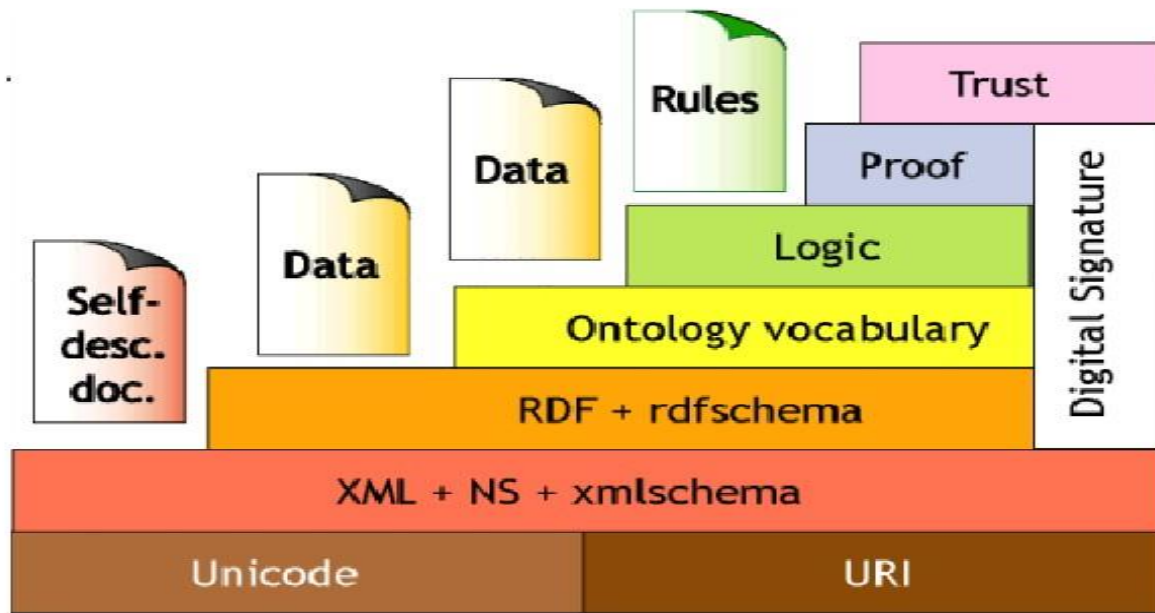 Rules
Trust
Data
Proof
Data
Logic
Digital Signature
Self-
desc.
doc.
Ontology vocabulary
RDF + rdfschema
XML + NS + xmlschema
Unicode
URI